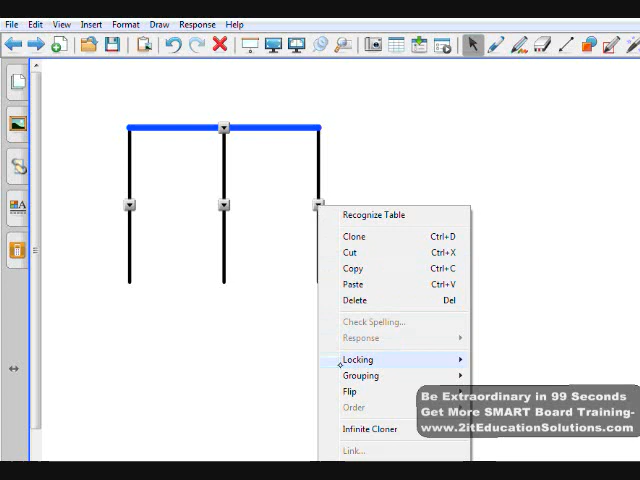 File Edit View Insert Format Draw Response Help
Recognize Table
Clone Ctrl+D
Cut Ctrl+X
Copy Ctrl+C
Paste Ctrl+V
Delete Del
Check Spelling...
Response
Locking
Grouping
Flip
Order
Infinite Cloner
Link...
Be Extraordinary in 99 Seconds
Get More SMART Board Training-
www.2itEducationSolutions.com